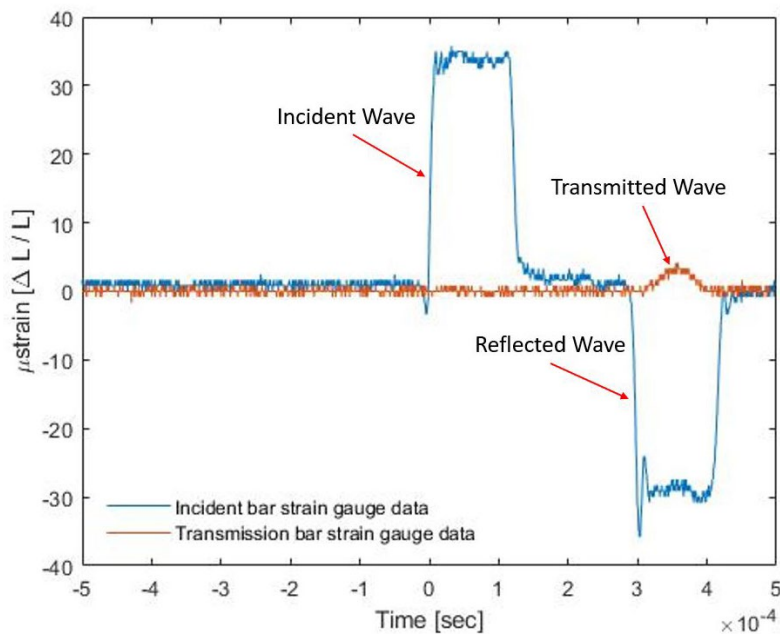 40
30
20
10
0
-10
-20
-30
-40
μstrain [Δ L / L]
Incident Wave
Transmitted Wave
Reflected Wave
Incident bar strain gauge data
Transmission bar strain gauge data
-5 -4 -3 -2 -1 0 1 2 3 4 5
Time [sec]
×10⁻⁴